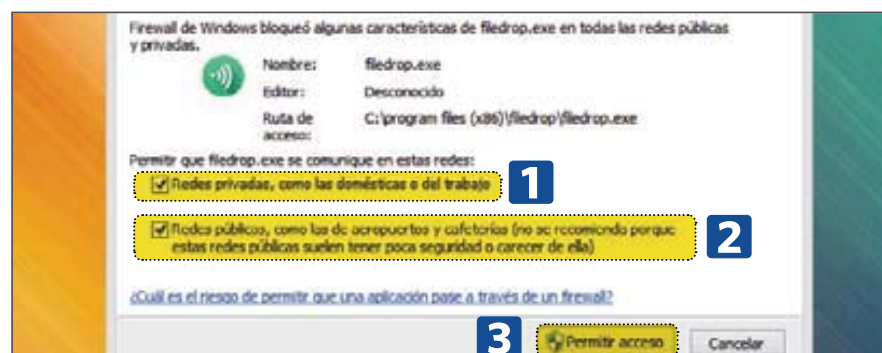 Firewall de Windows bloqueó algunas características de filedrop.exe en todas las redes públicas
y privadas.
Nombre: filedrop.exe
Editor: Desconocido
Ruta de acceso: C:\program files (x86)\filedrop\filedrop.exe
Permitir que filedrop.exe se comunique en estas redes:
Redes privadas, como las domésticas o del trabajo 1
Redes públicas, como las de aeropuertos y cafeterías (no se recomienda porque
estas redes públicas suelen tener poca seguridad o carecer de ella) 2
¿Cuál es el riesgo de permitir que una aplicación pase a través de un firewall?
3 Permitir acceso Cancelar